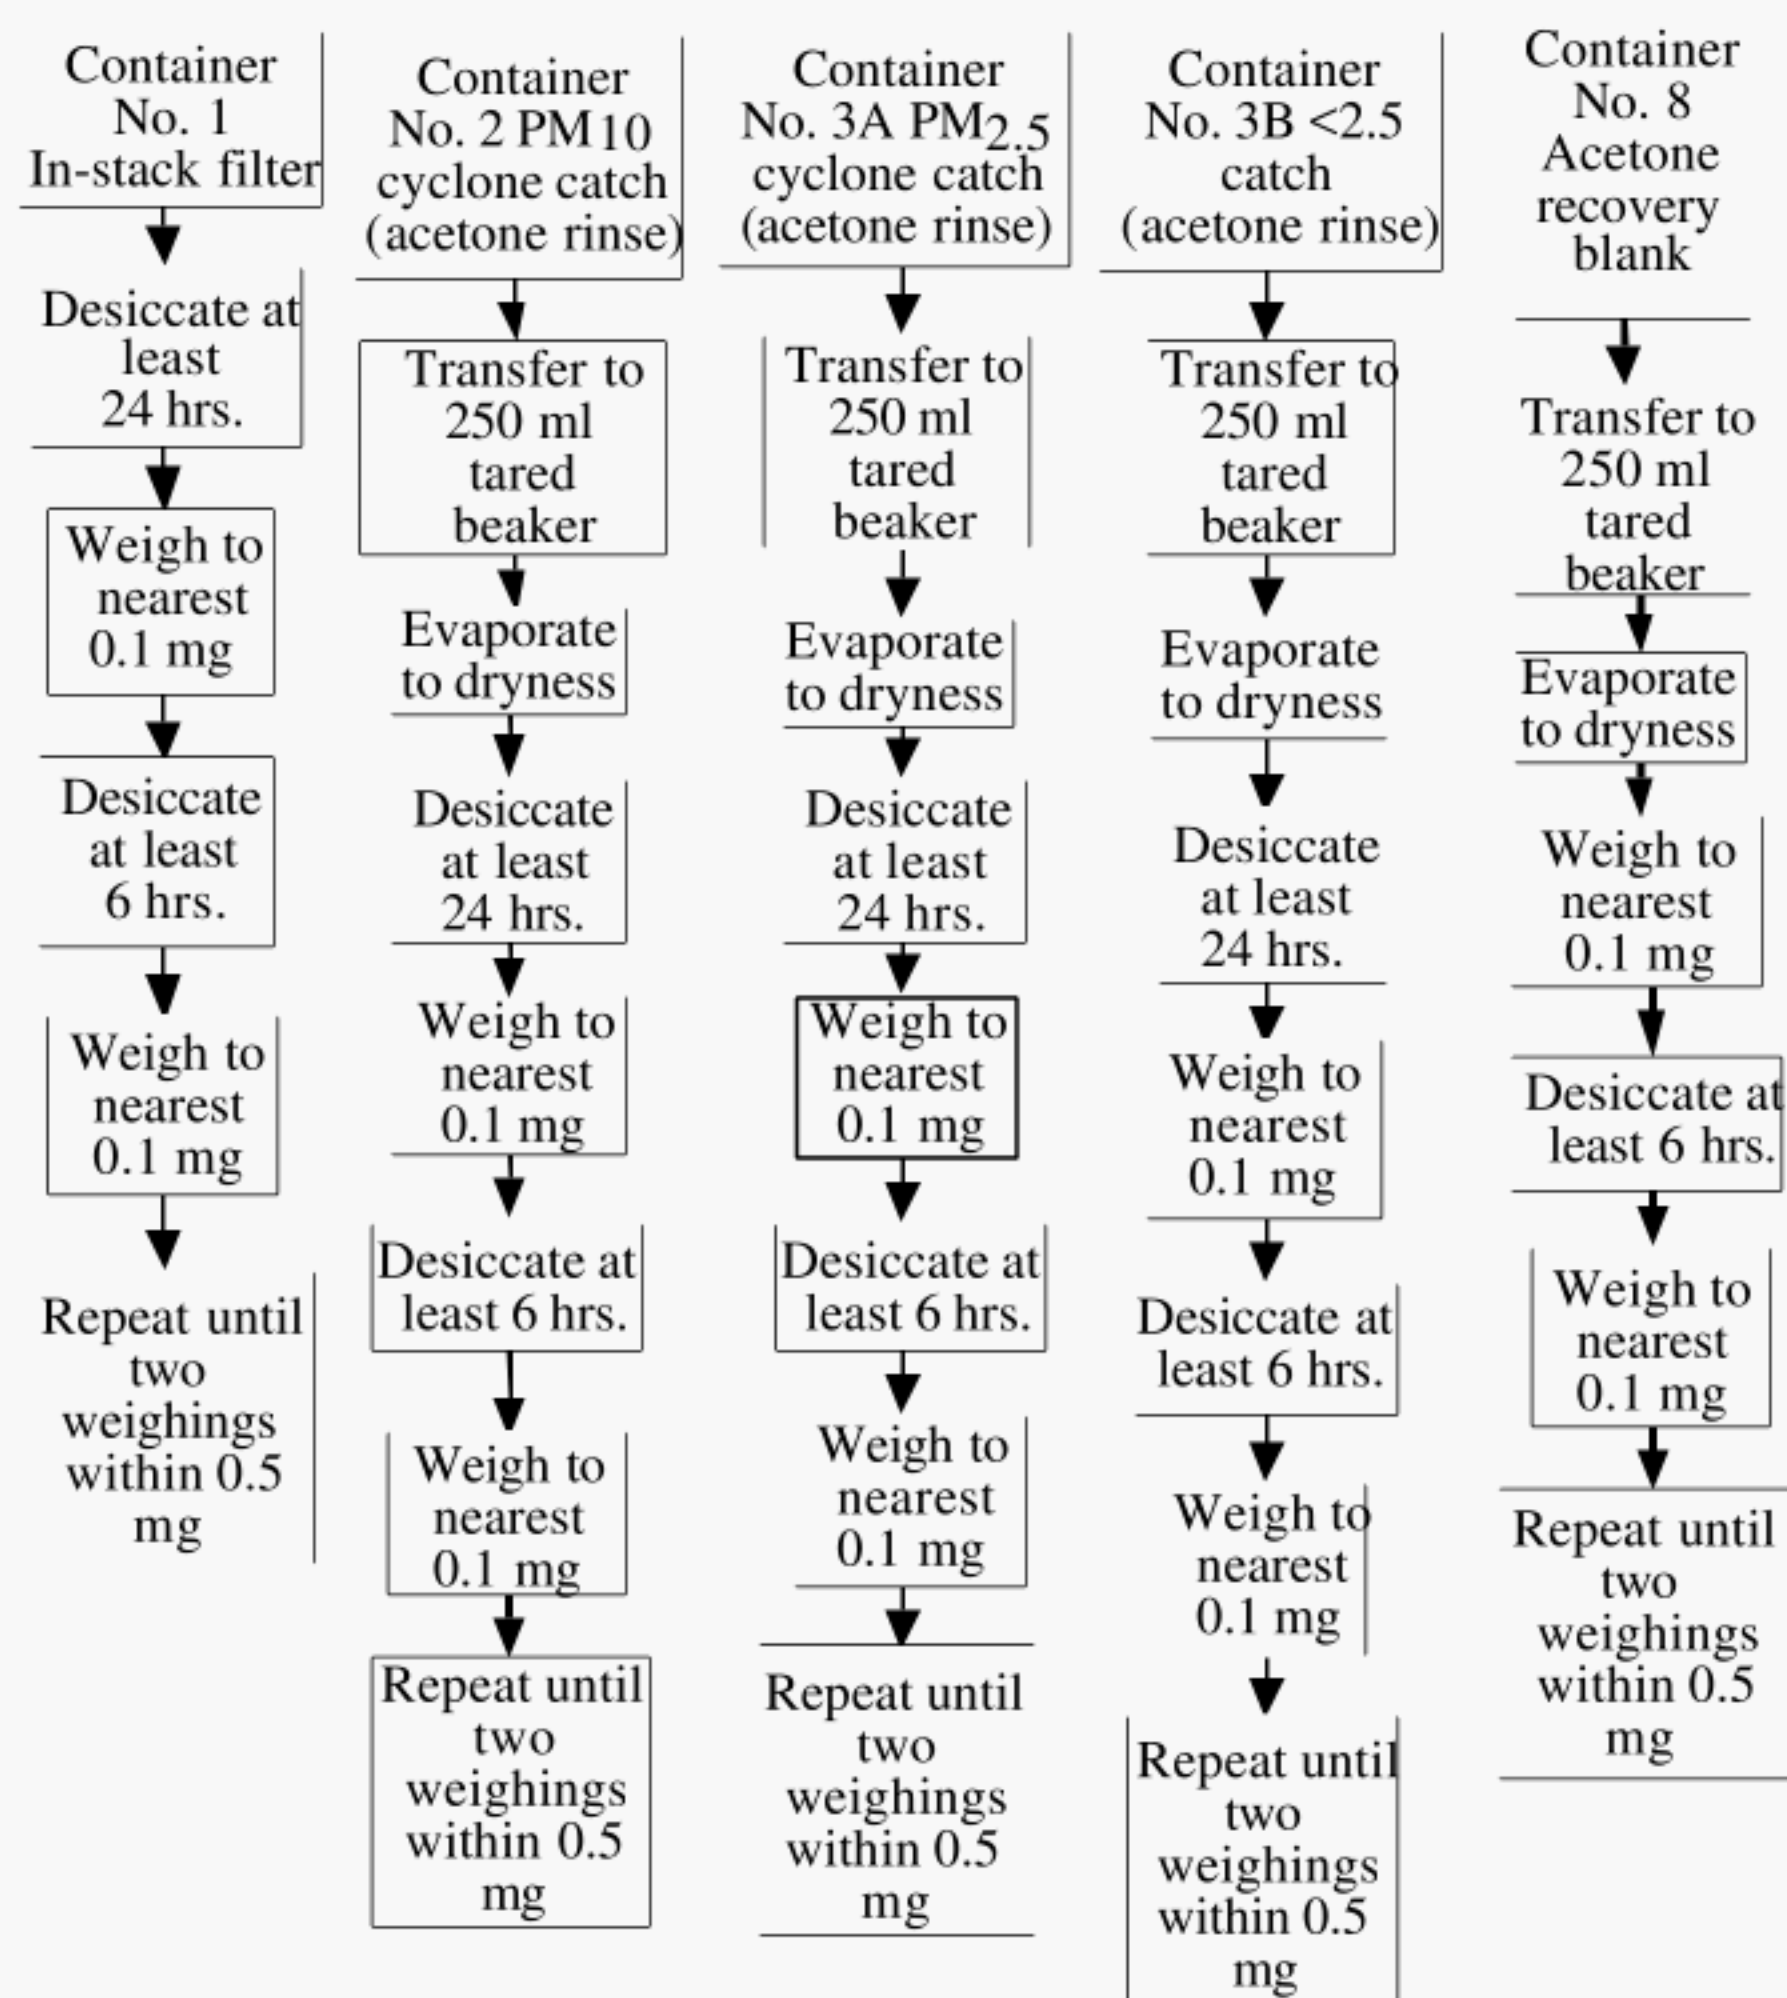 Container
No. 1
In-stack filter
Desiccate at
least
24 hrs.
Weigh to
nearest
0.1 mg
Desiccate
at least
6 hrs.
Weigh to
nearest
0.1 mg
Repeat until
two
weighings
within 0.5
mg
Container
No. 2 PM10
cyclone catch
(acetone rinse)
Transfer to
250 ml
tared
beaker
Evaporate
to dryness
Desiccate
at least
24 hrs.
Weigh to
nearest
0.1 mg
Desiccate at
least 6 hrs.
Weigh to
nearest
0.1 mg
Repeat until
two
weighings
within 0.5
mg
Container
No. 3A PM2.5
cyclone catch
(acetone rinse)
Transfer to
250 ml
tared
beaker
Evaporate
to dryness
Desiccate
at least
24 hrs.
Weigh to
nearest
0.1 mg
Desiccate at
least 6 hrs.
Weigh to
nearest
0.1 mg
Repeat until
two
weighings
within 0.5
mg
Container
No. 3B <2.5
catch
(acetone rinse)
Transfer to
250 ml
tared
beaker
Evaporate
to dryness
Desiccate
at least
24 hrs.
Weigh to
nearest
0.1 mg
Desiccate at
least 6 hrs.
Weigh to
nearest
0.1 mg
Repeat until
two
weighings
within 0.5
mg
Container
No. 8
Acetone
recovery
blank
Transfer to
250 ml
tared
beaker
Evaporate
to dryness
Weigh to
nearest
0.1 mg
Desiccate at
least 6 hrs.
Weigh to
nearest
0.1 mg
Repeat until
two
weighings
within 0.5
mg